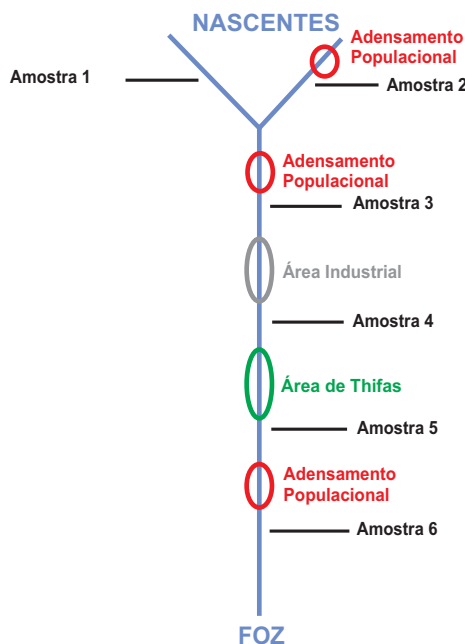 NASCENTES
Adensamento
Populacional
Amostra 1
Amostra 2
Adensamento
Populacional
Amostra 3
Área Industrial
Amostra 4
Área de Thifas
Amostra 5
Adensamento
Populacional
Amostra 6
FOZ